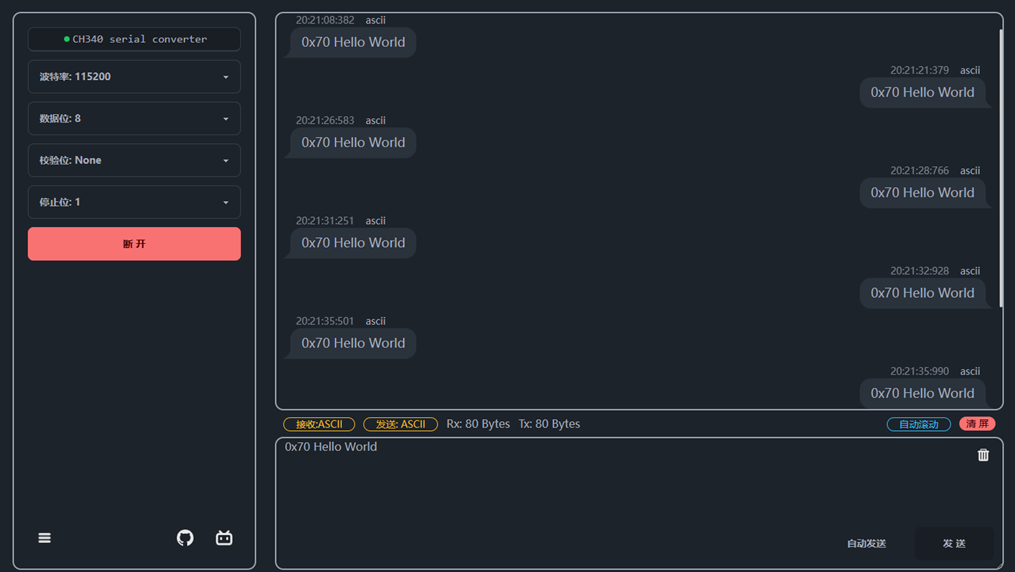 CH340 serial converter
波特率: 115200
数据位: 8
校验位: None
停止位: 1
断 开
20:21:08:382 ascii
0x70 Hello World
20:21:21:379 ascii
0x70 Hello World
20:21:26:583 ascii
0x70 Hello World
20:21:28:766 ascii
0x70 Hello World
20:21:31:251 ascii
0x70 Hello World
20:21:32:928 ascii
0x70 Hello World
20:21:35:501 ascii
0x70 Hello World
20:21:35:990 ascii
0x70 Hello World
接收:ASCII 发送: ASCII Rx: 80 Bytes Tx: 80 Bytes 自动滚动 清 屏
0x70 Hello World
自动发送 发 送